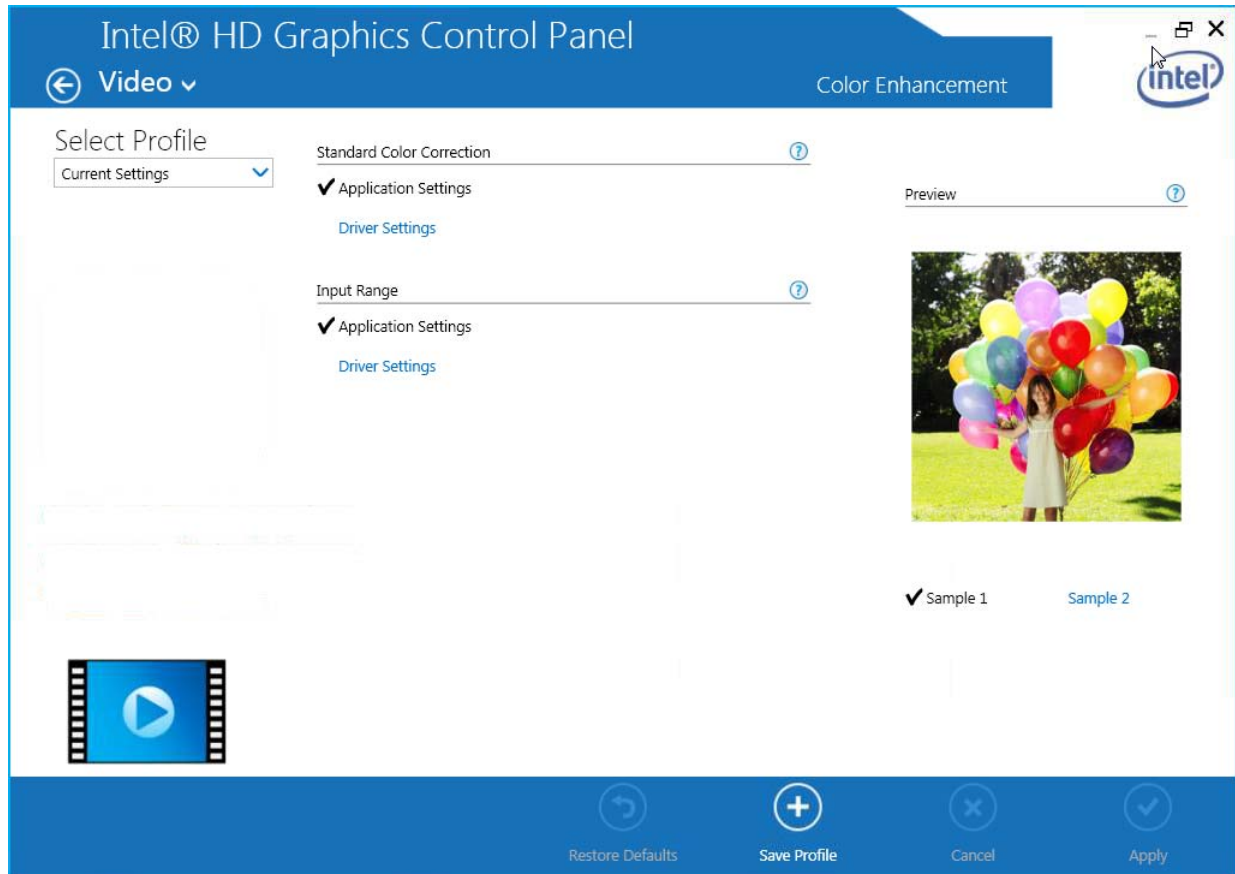 Intel® HD Graphics Control Panel
Video
Color Enhancement
intel
Select Profile
Current Settings
Standard Color Correction
?
Application Settings
Driver Settings
Input Range
?
Application Settings
Driver Settings
Preview
?
Sample 1
Sample 2
Restore Defaults
Save Profile
Cancel
Apply